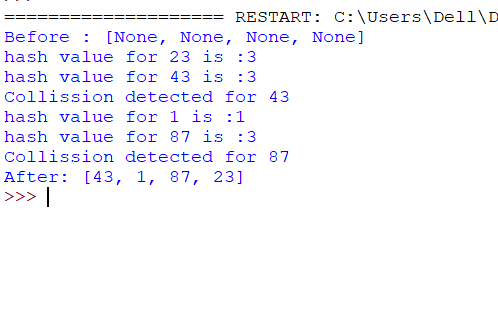 >>>
==================== RESTART: C:\Users\Dell\D
Before : [None, None, None, None]
hash value for 23 is :3
hash value for 43 is :3
Collission detected for 43
hash value for 1 is :1
hash value for 87 is :3
Collission detected for 87
After: [43, 1, 87, 23]
>>>